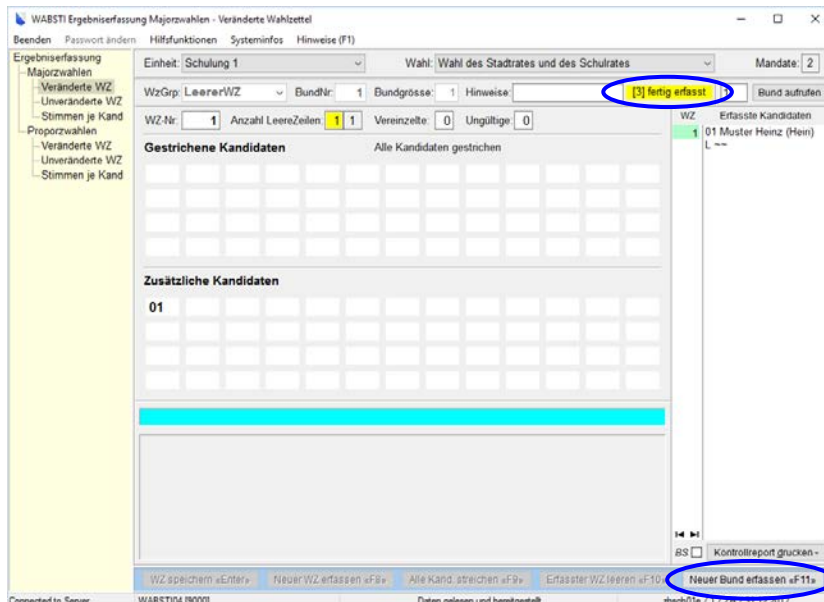 WABSTI Ergebniserfassung Majorzwahlen - Veränderte Wahlzettel
Beenden Passwort ändern Hilfsfunktionen Systeminfos Hinweise (F1)
Ergebniserfassung
Majorzwahlen
Veränderte WZ
Unveränderte WZ
Stimmen je Kand
Proporzwahlen
Veränderte WZ
Unveränderte WZ
Stimmen je Kand
Einheit: Schulung 1 Wahl: Wahl des Stadtrates und des Schulrates Mandate: 2
WzGrp: LeererWZ BundNr: 1 Bundgrösse: 1 Hinweise: [3] fertig erfasst Bund aufrufen
WZ-Nr: 1 Anzahl LeereZeilen: 1 1 Vereinzelte: 0 Ungültige: 0
Gestrichene Kandidaten Alle Kandidaten gestrichen
Zusätzliche Kandidaten
01
WZ Erfasste Kandidaten
1 01 Muster Heinz (Hein)
L ~~
BS Kontrollreport drucken
WZ speichern «Enter» Neuer WZ erfassen «F8» Alle Kand. streichen «F9» Erfasster WZ leeren «F10» Neuer Bund erfassen «F11»
Connected to Server WABSTI04 [9000] Daten gelesen und bereitgestellt